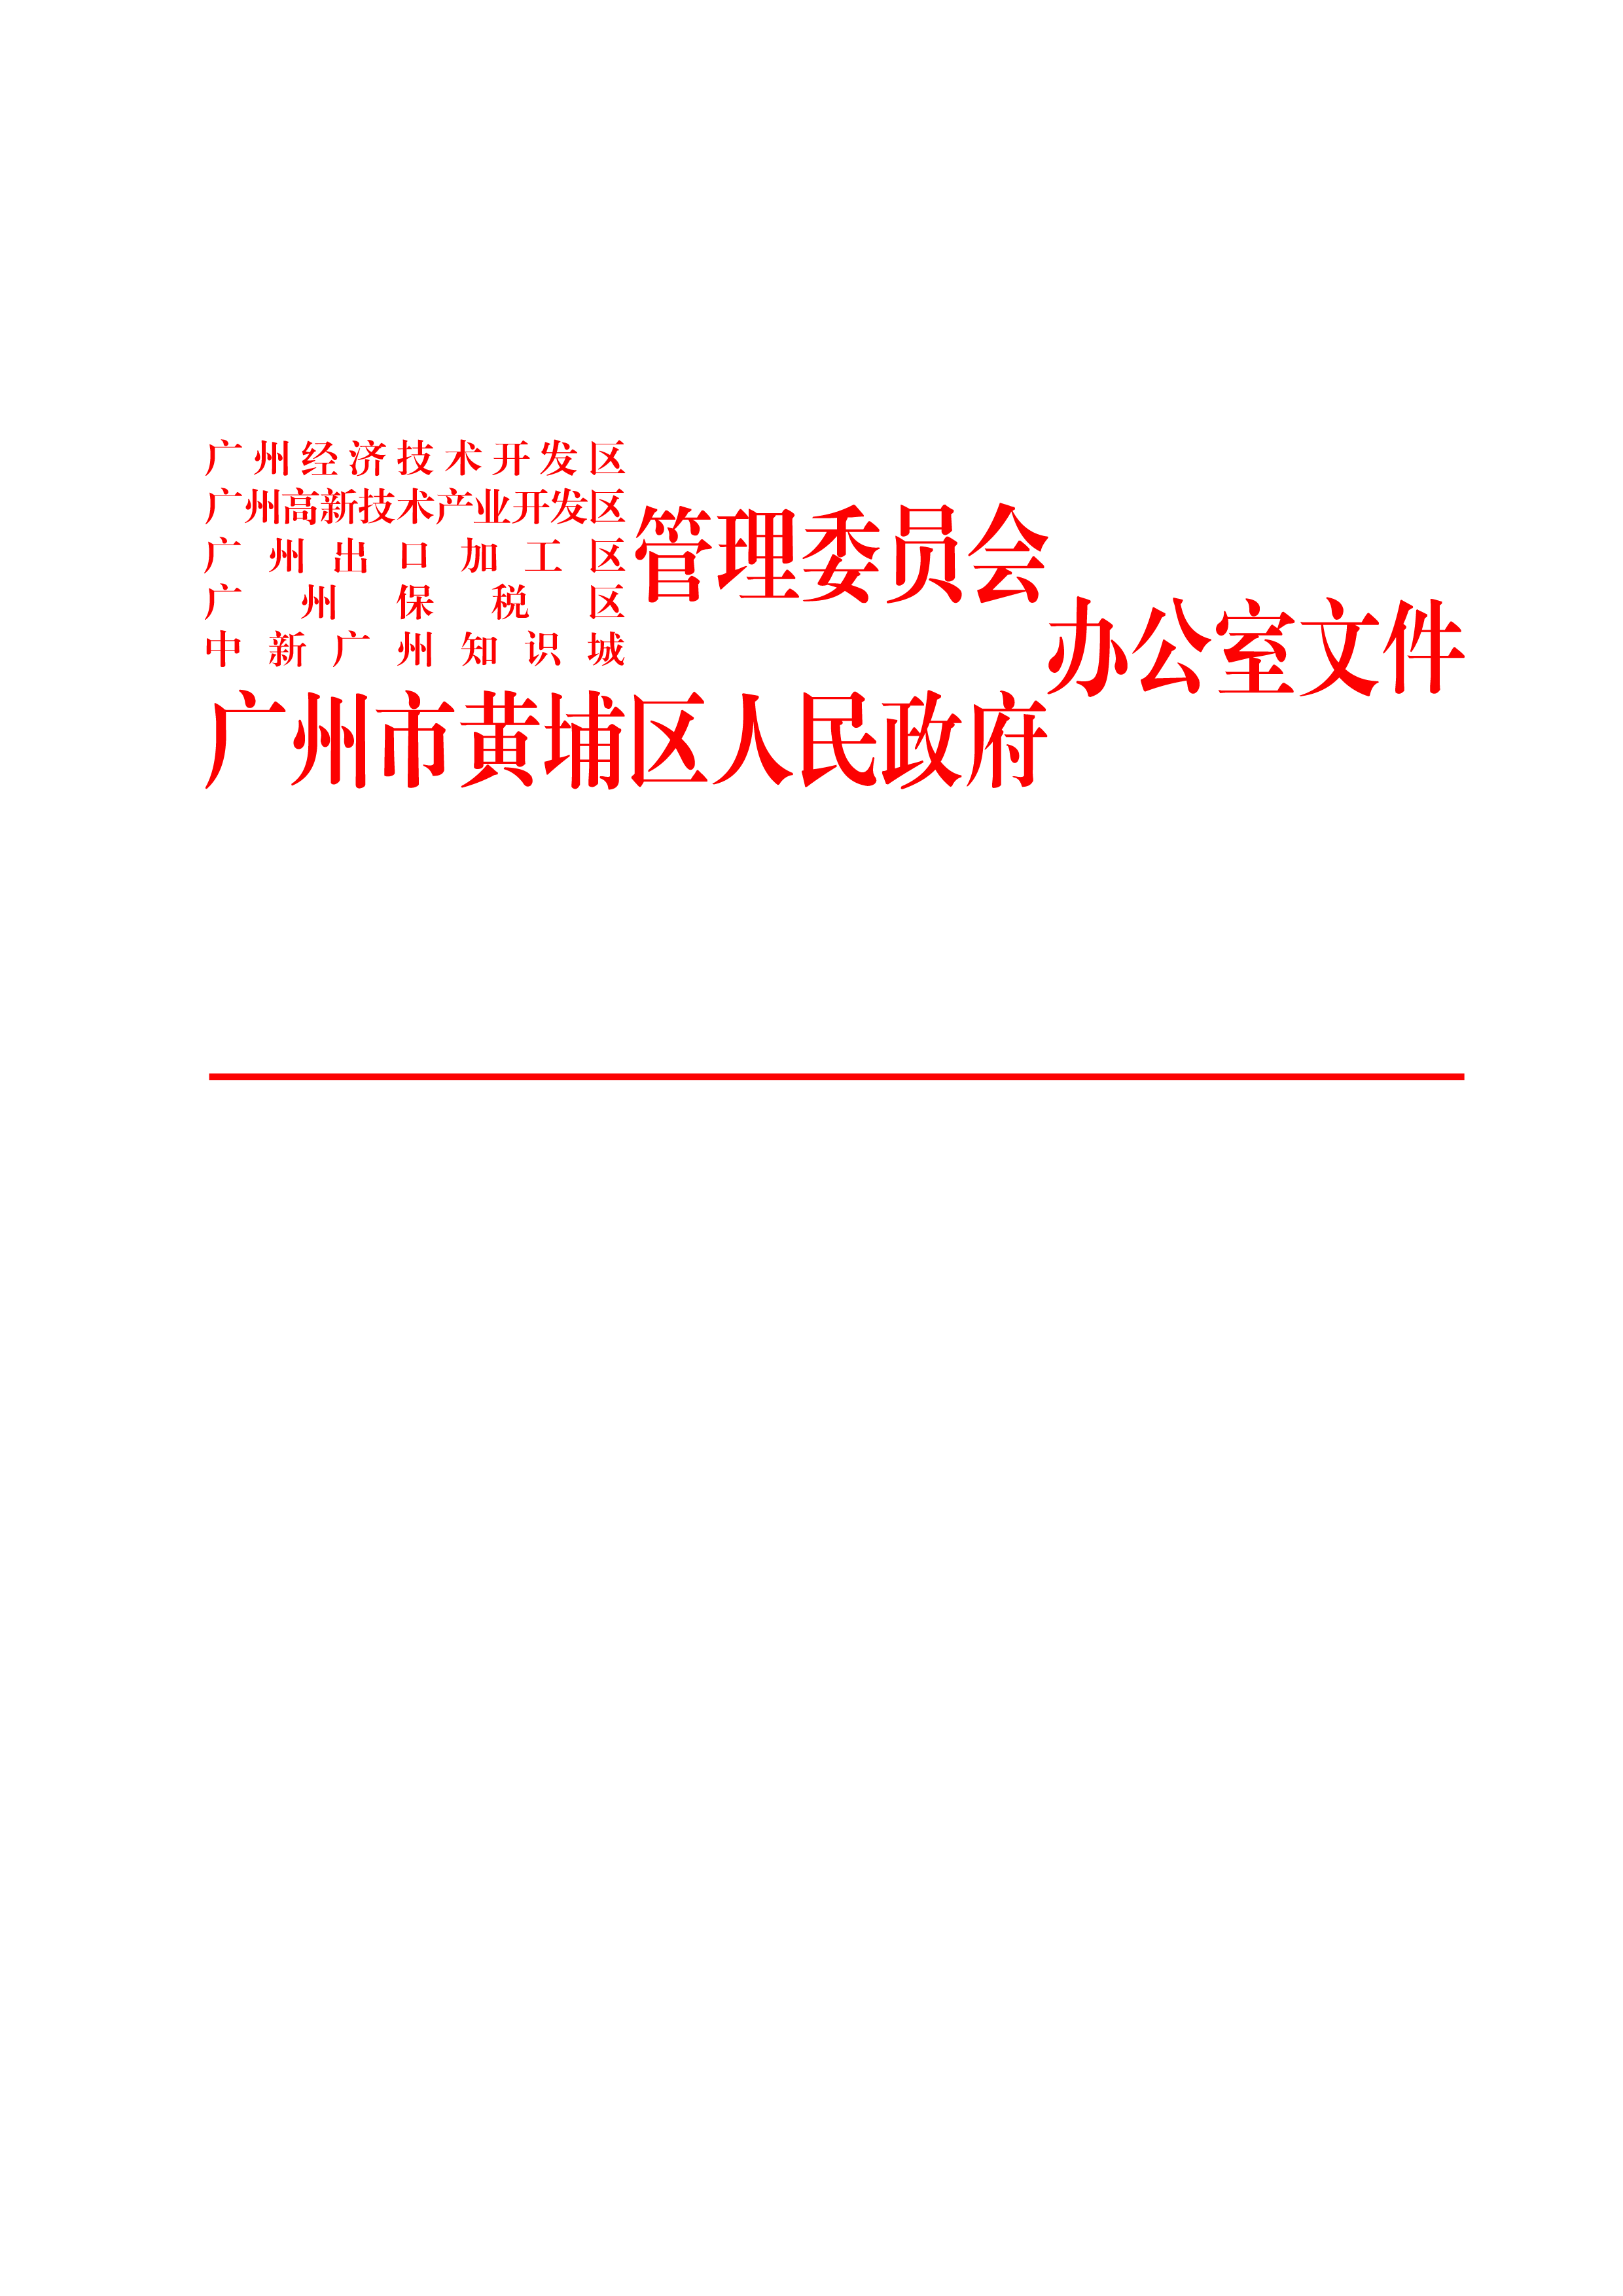 广州经济技术开发区
广州高新技术产业开发区
广州出口加工区
广州保税区
中新广州知识城
管理委员会
广州市黄埔区人民政府
办公室文件